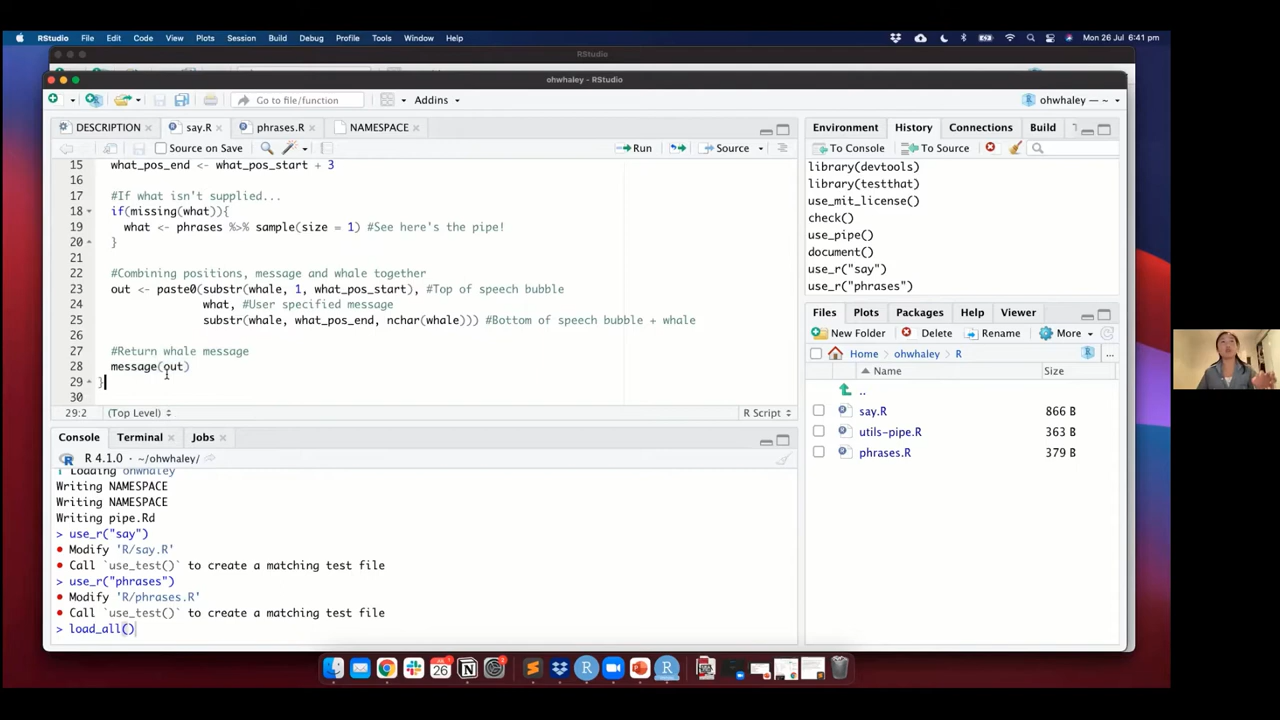 RStudio File Edit Code View Plots Session Build Debug Profile Tools Window Help
Mon 26 Jul 6:41 pm
RStudio
ohwhaley - RStudio
Go to file/function
Addins
ohwhaley — ~
DESCRIPTION
say.R
phrases.R
NAMESPACE
Source on Save
Run
Source
15 what_pos_end <- what_pos_start + 3
16
17 #If what isn't supplied...
18 if(missing(what)){
19 what <- phrases %>% sample(size = 1) #See here's the pipe!
20 }
21
22 #Combining positions, message and whale together
23 out <- paste0(substr(whale, 1, what_pos_start), #Top of speech bubble
24 what, #User specified message
25 substr(whale, what_pos_end, nchar(whale))) #Bottom of speech bubble + whale
26
27 #Return whale message
28 message(out)
29 }
30
29:2 (Top Level)
R Script
Console Terminal Jobs
R 4.1.0 · ~/ohwhaley/
i Loading ohwhaley
Writing NAMESPACE
Writing NAMESPACE
Writing pipe.Rd
> use_r("say")
• Modify 'R/say.R'
• Call `use_test()` to create a matching test file
> use_r("phrases")
• Modify 'R/phrases.R'
• Call `use_test()` to create a matching test file
> load_all()
Environment History Connections Build
To Console To Source
library(devtools)
library(testthat)
use_mit_license()
check()
use_pipe()
document()
use_r("say")
use_r("phrases")
Files Plots Packages Help Viewer
New Folder Delete Rename More
Home ohwhaley R
Name Size
..
say.R 866 B
utils-pipe.R 363 B
phrases.R 379 B